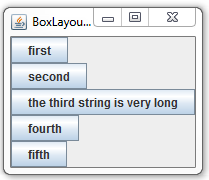 BoxLayou...
first
second
the third string is very long
fourth
fifth